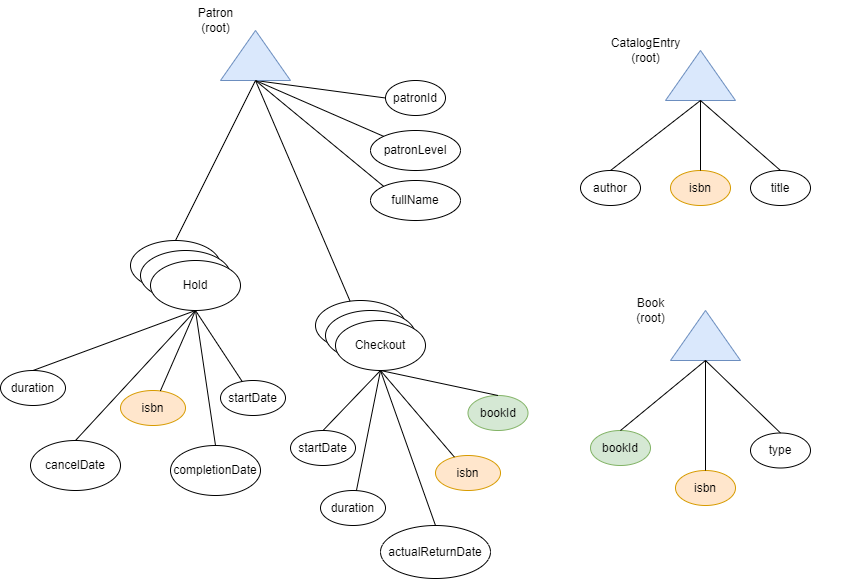 Patron
(root)
patronId
patronLevel
fullName
Hold
duration
isbn
startDate
cancelDate
completionDate
Checkout
bookId
startDate
isbn
duration
actualReturnDate
CatalogEntry
(root)
author
isbn
title
Book
(root)
bookId
type
isbn